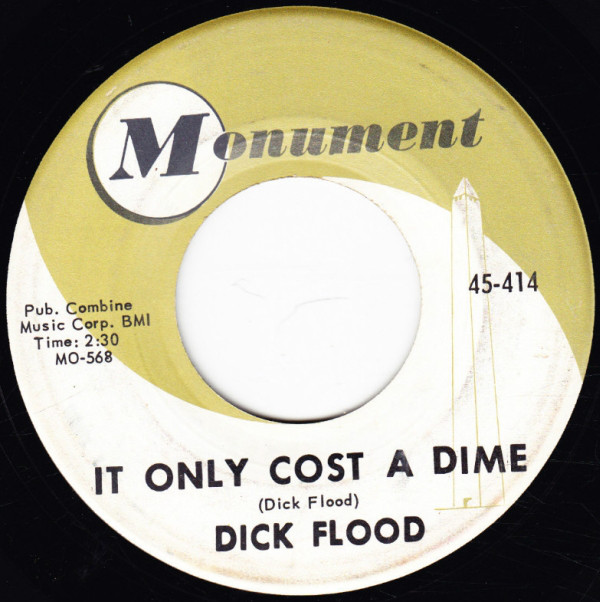 Monument
45-414
Pub. Combine
Music Corp. BMI
Time: 2:30
MO-568
IT ONLY COST A DIME
(Dick Flood)
DICK FLOOD